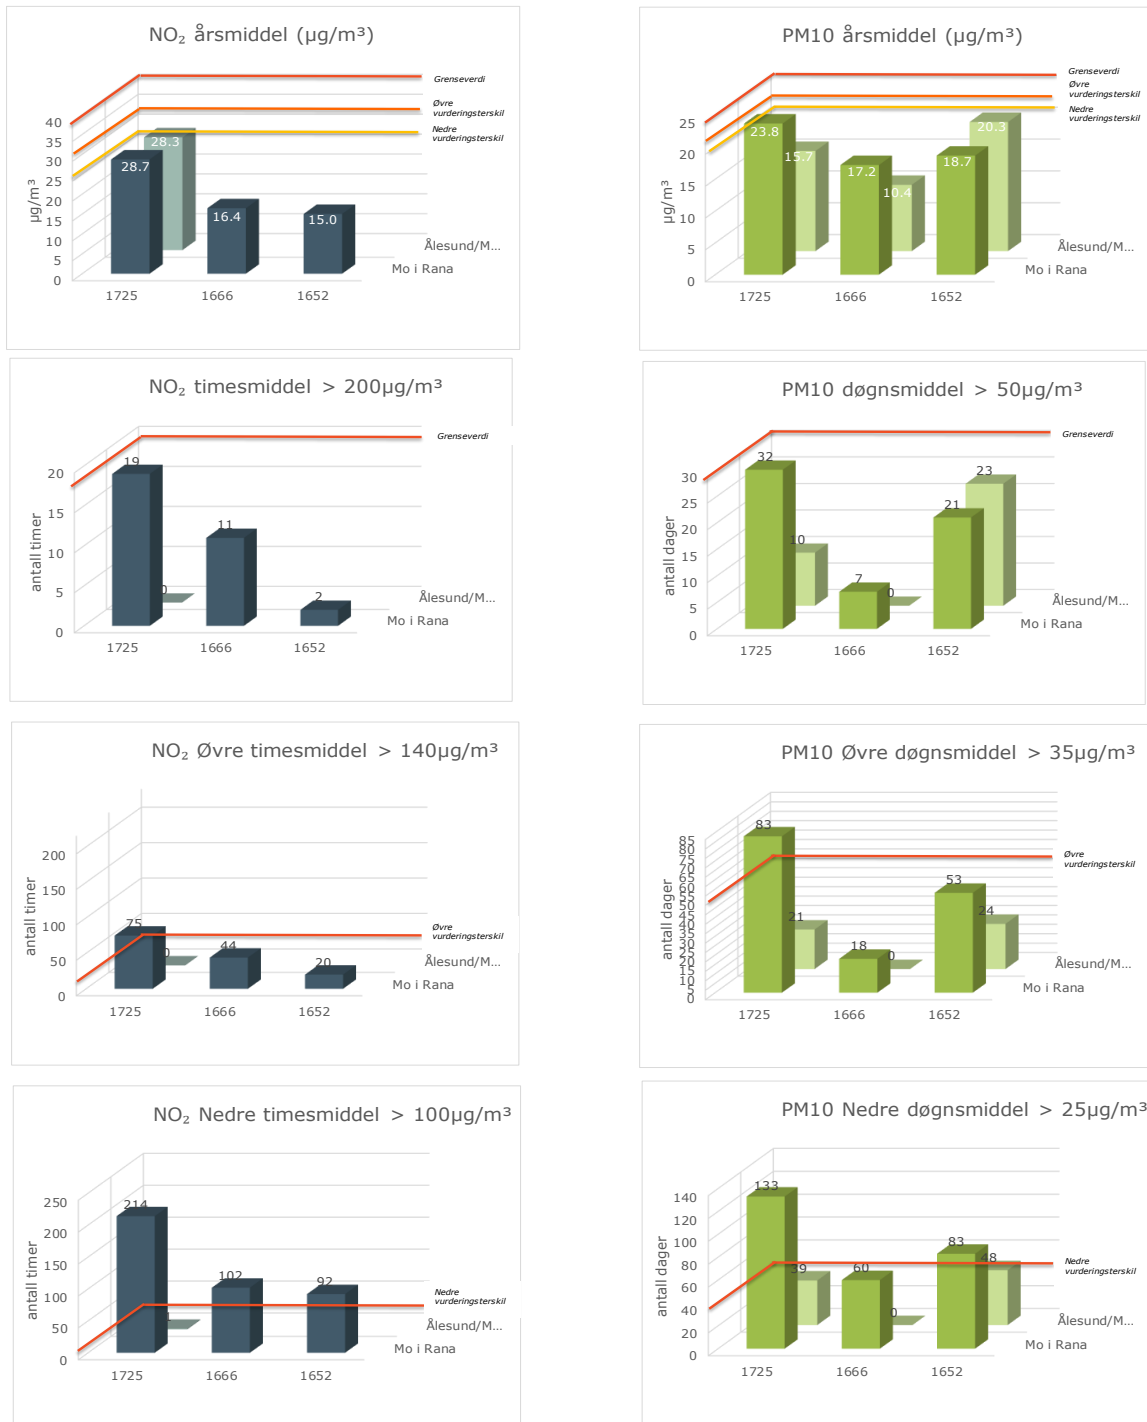 NO₂ årsmiddel (µg/m³)
Grenseverdi
Øvre
vurderingsterskil
Nedre
vurderingsterskil
µg/m³
40
35
30
25
20
15
10
5
0
28.7
28.3
16.4
15.0
Ålesund/M...
Mo i Rana
1725 1666 1652
PM10 årsmiddel (µg/m³)
Grenseverdi
Øvre
vurderingsterskil
Nedre
vurderingsterskil
µg/m³
25
20
15
10
5
0
23.8
15.7
17.2
10.4
18.7
20.3
Ålesund/M...
Mo i Rana
1725 1666 1652
NO₂ timesmiddel > 200µg/m³
Grenseverdi
antall timer
20
15
10
5
0
19
0
11
2
Ålesund/M...
Mo i Rana
1725 1666 1652
PM10 døgnsmiddel > 50µg/m³
Grenseverdi
antall dager
30
25
20
15
10
5
0
32
10
7
0
21
23
Ålesund/M...
Mo i Rana
1725 1666 1652
NO₂ Øvre timesmiddel > 140µg/m³
Øvre
vurderingsterskil
antall timer
200
150
100
50
0
75
0
44
20
Ålesund/M...
Mo i Rana
1725 1666 1652
PM10 Øvre døgnsmiddel > 35µg/m³
Øvre
vurderingsterskil
antall dager
85
80
75
70
65
60
55
50
45
40
35
30
25
20
15
10
5
0
83
21
18
0
53
24
Ålesund/M...
Mo i Rana
1725 1666 1652
NO₂ Nedre timesmiddel > 100µg/m³
Nedre
vurderingsterskil
antall timer
250
200
150
100
50
0
214
1
102
92
Ålesund/M...
Mo i Rana
1725 1666 1652
PM10 Nedre døgnsmiddel > 25µg/m³
Nedre
vurderingsterskil
antall dager
140
120
100
80
60
40
20
0
133
39
60
0
83
48
Ålesund/M...
Mo i Rana
1725 1666 1652